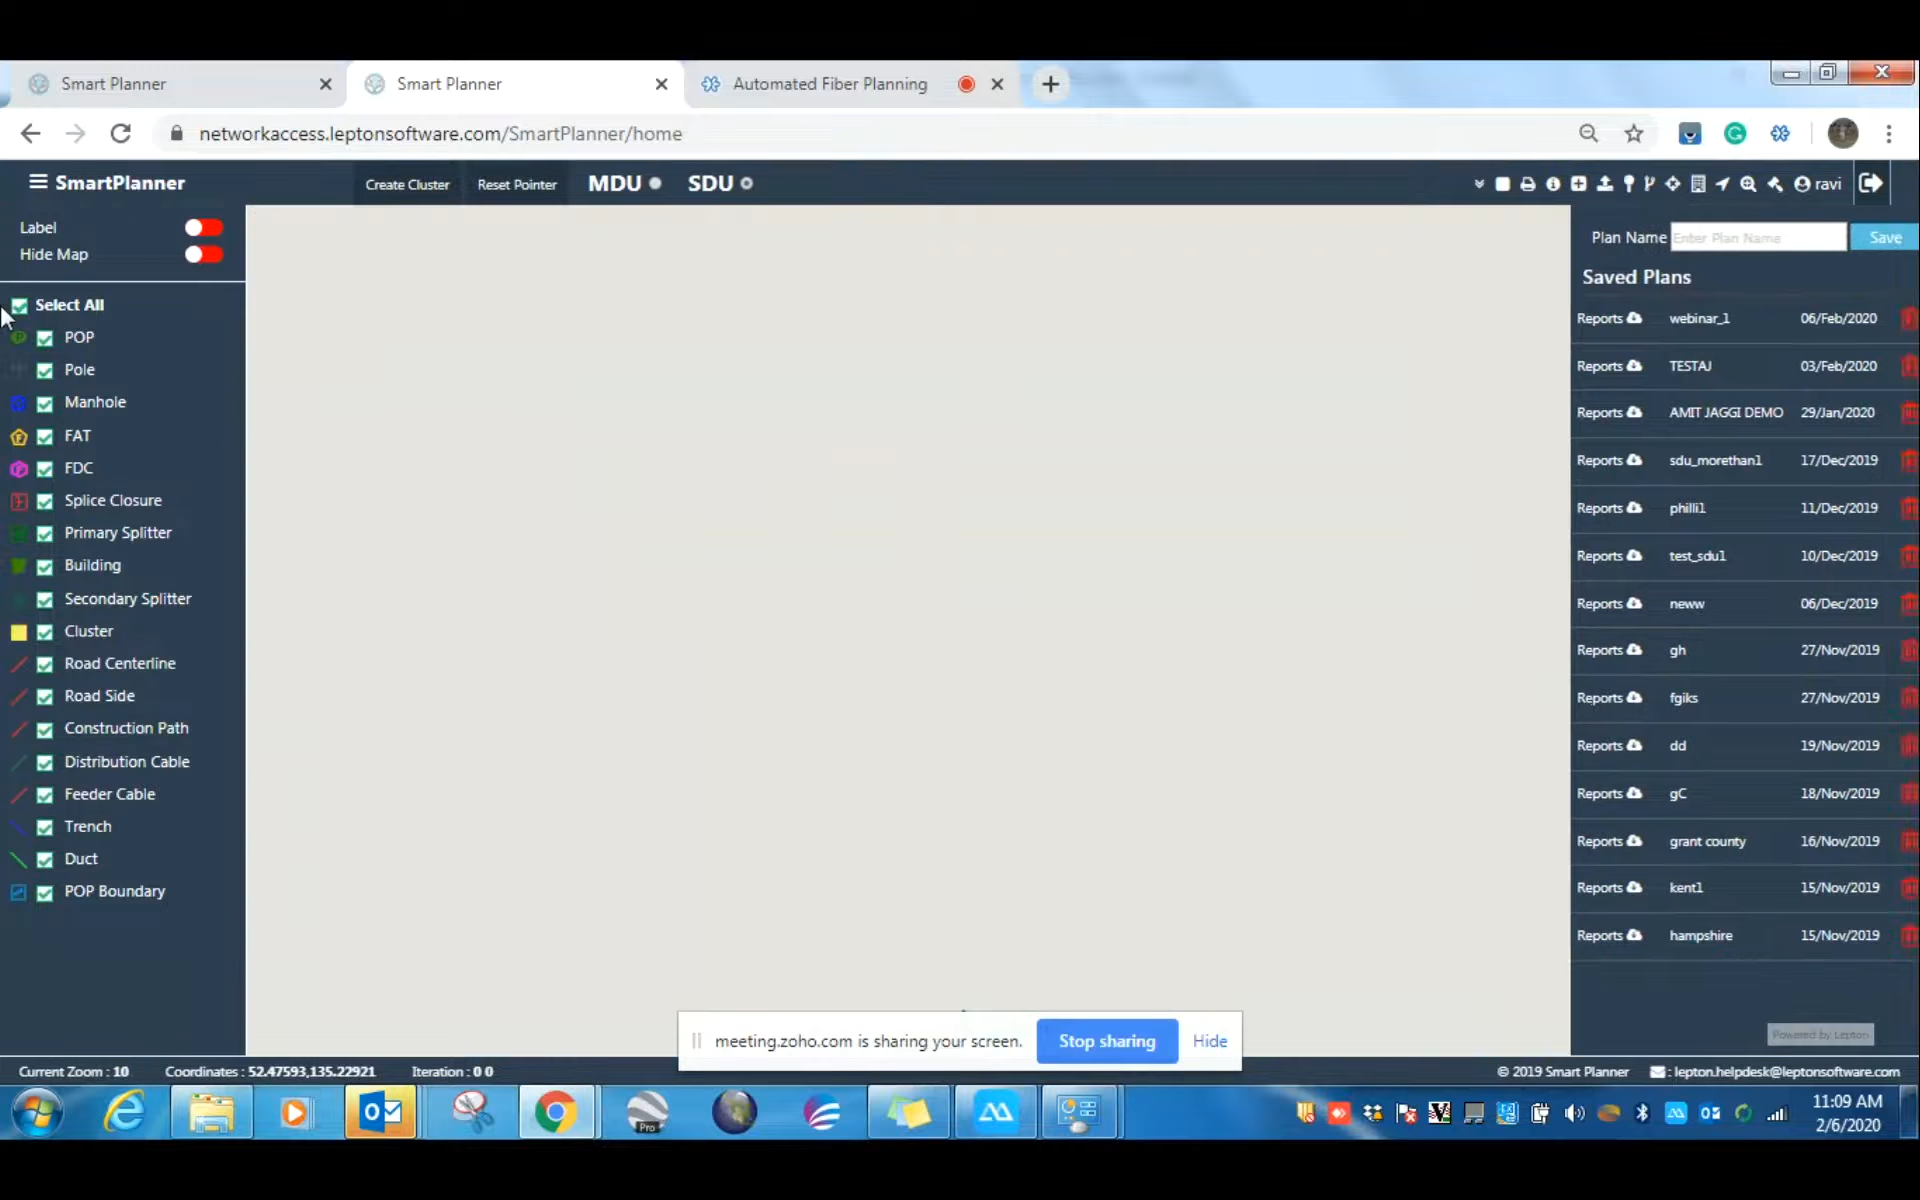 Smart Planner
Smart Planner
Automated Fiber Planning
networkaccess.leptonsoftware.com/SmartPlanner/home
SmartPlanner
Create Cluster
Reset Pointer
MDU
SDU
ravi
Label
Hide Map
Select All
POP
Pole
Manhole
FAT
FDC
Splice Closure
Primary Splitter
Building
Secondary Splitter
Cluster
Road Centerline
Road Side
Construction Path
Distribution Cable
Feeder Cable
Trench
Duct
POP Boundary
Plan Name
Enter Plan Name
Save
Saved Plans
Reports webinar_1 06/Feb/2020
Reports TESTAJ 03/Feb/2020
Reports AMIT JAGGI DEMO 29/Jan/2020
Reports sdu_morethan1 17/Dec/2019
Reports philli1 11/Dec/2019
Reports test_sdu1 10/Dec/2019
Reports neww 06/Dec/2019
Reports gh 27/Nov/2019
Reports fgiks 27/Nov/2019
Reports dd 19/Nov/2019
Reports gC 18/Nov/2019
Reports grant county 16/Nov/2019
Reports kent1 15/Nov/2019
Reports hampshire 15/Nov/2019
Powered by Lepton
meeting.zoho.com is sharing your screen.
Stop sharing
Hide
Current Zoom : 10
Coordinates : 52.47593,135.22921
Iteration : 0 0
© 2019 Smart Planner
: lepton.helpdesk@leptonsoftware.com
Pro
11:09 AM
2/6/2020